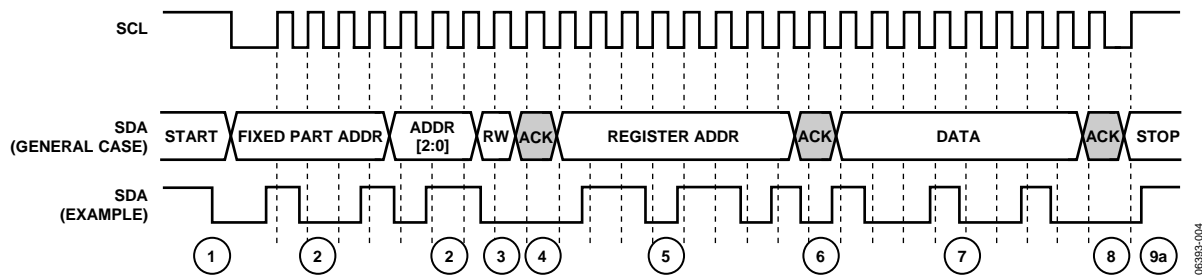 SCL
SDA
(GENERAL CASE)
START FIXED PART ADDR ADDR [2:0] RW ACK REGISTER ADDR ACK DATA ACK STOP
SDA
(EXAMPLE)
1 2 2 3 4 5 6 7 8 9a
06393-004